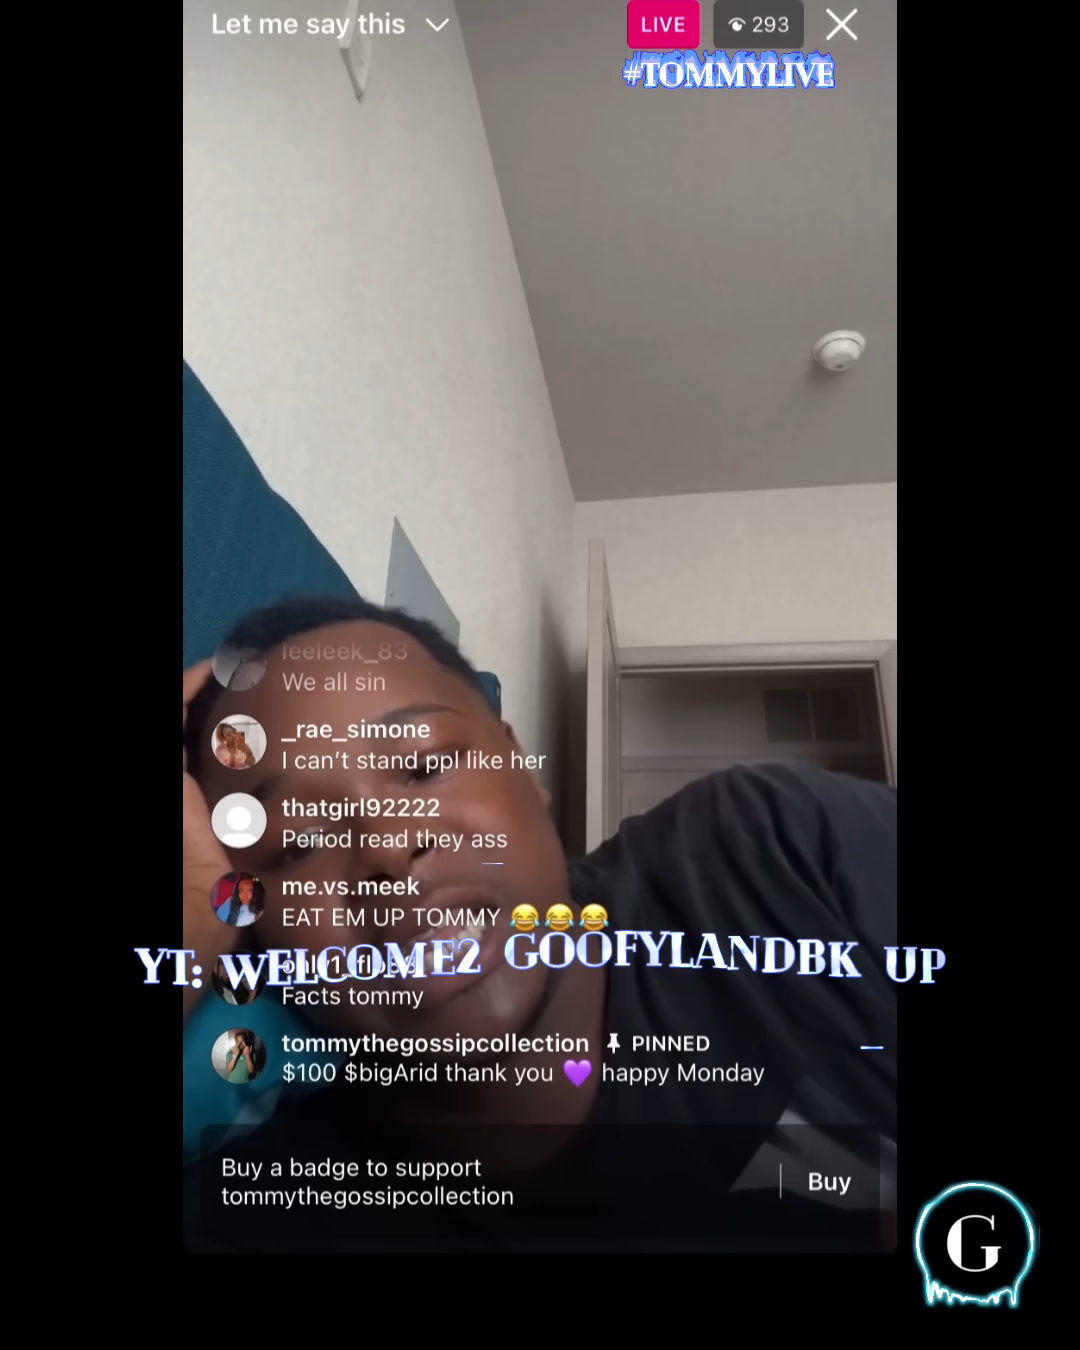 Let me say this
LIVE
293
#TOMMYLIVE
leeleek_83
We all sin
_rae_simone
I can't stand ppl like her
thatgirl92222
Period read they ass
me.vs.meek
EAT EM UP TOMMY 😂😂😂
YT: WELCOME2 GOOFYLANDBK UP
Facts tommy
tommythegossipcollection PINNED
$100 $bigArid thank you 💜 happy Monday
Buy a badge to support
tommythegossipcollection
Buy
G